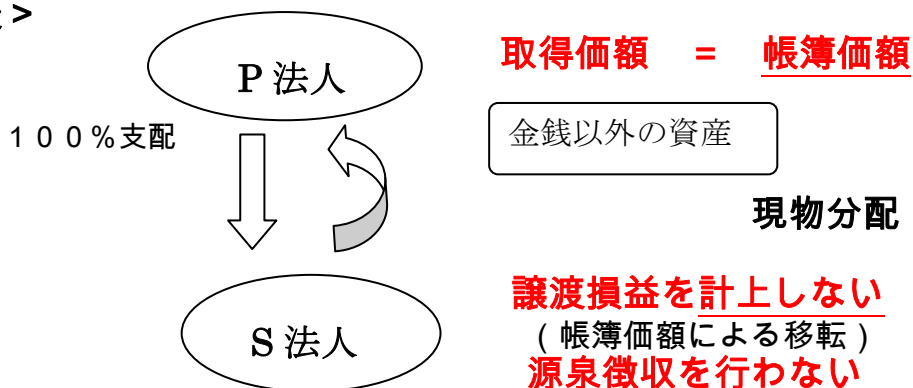 >
取得価額 = 帳簿価額
P法人
100%支配
金銭以外の資産
現物分配
譲渡損益を計上しない
(帳簿価額による移転)
S法人
源泉徴収を行わない